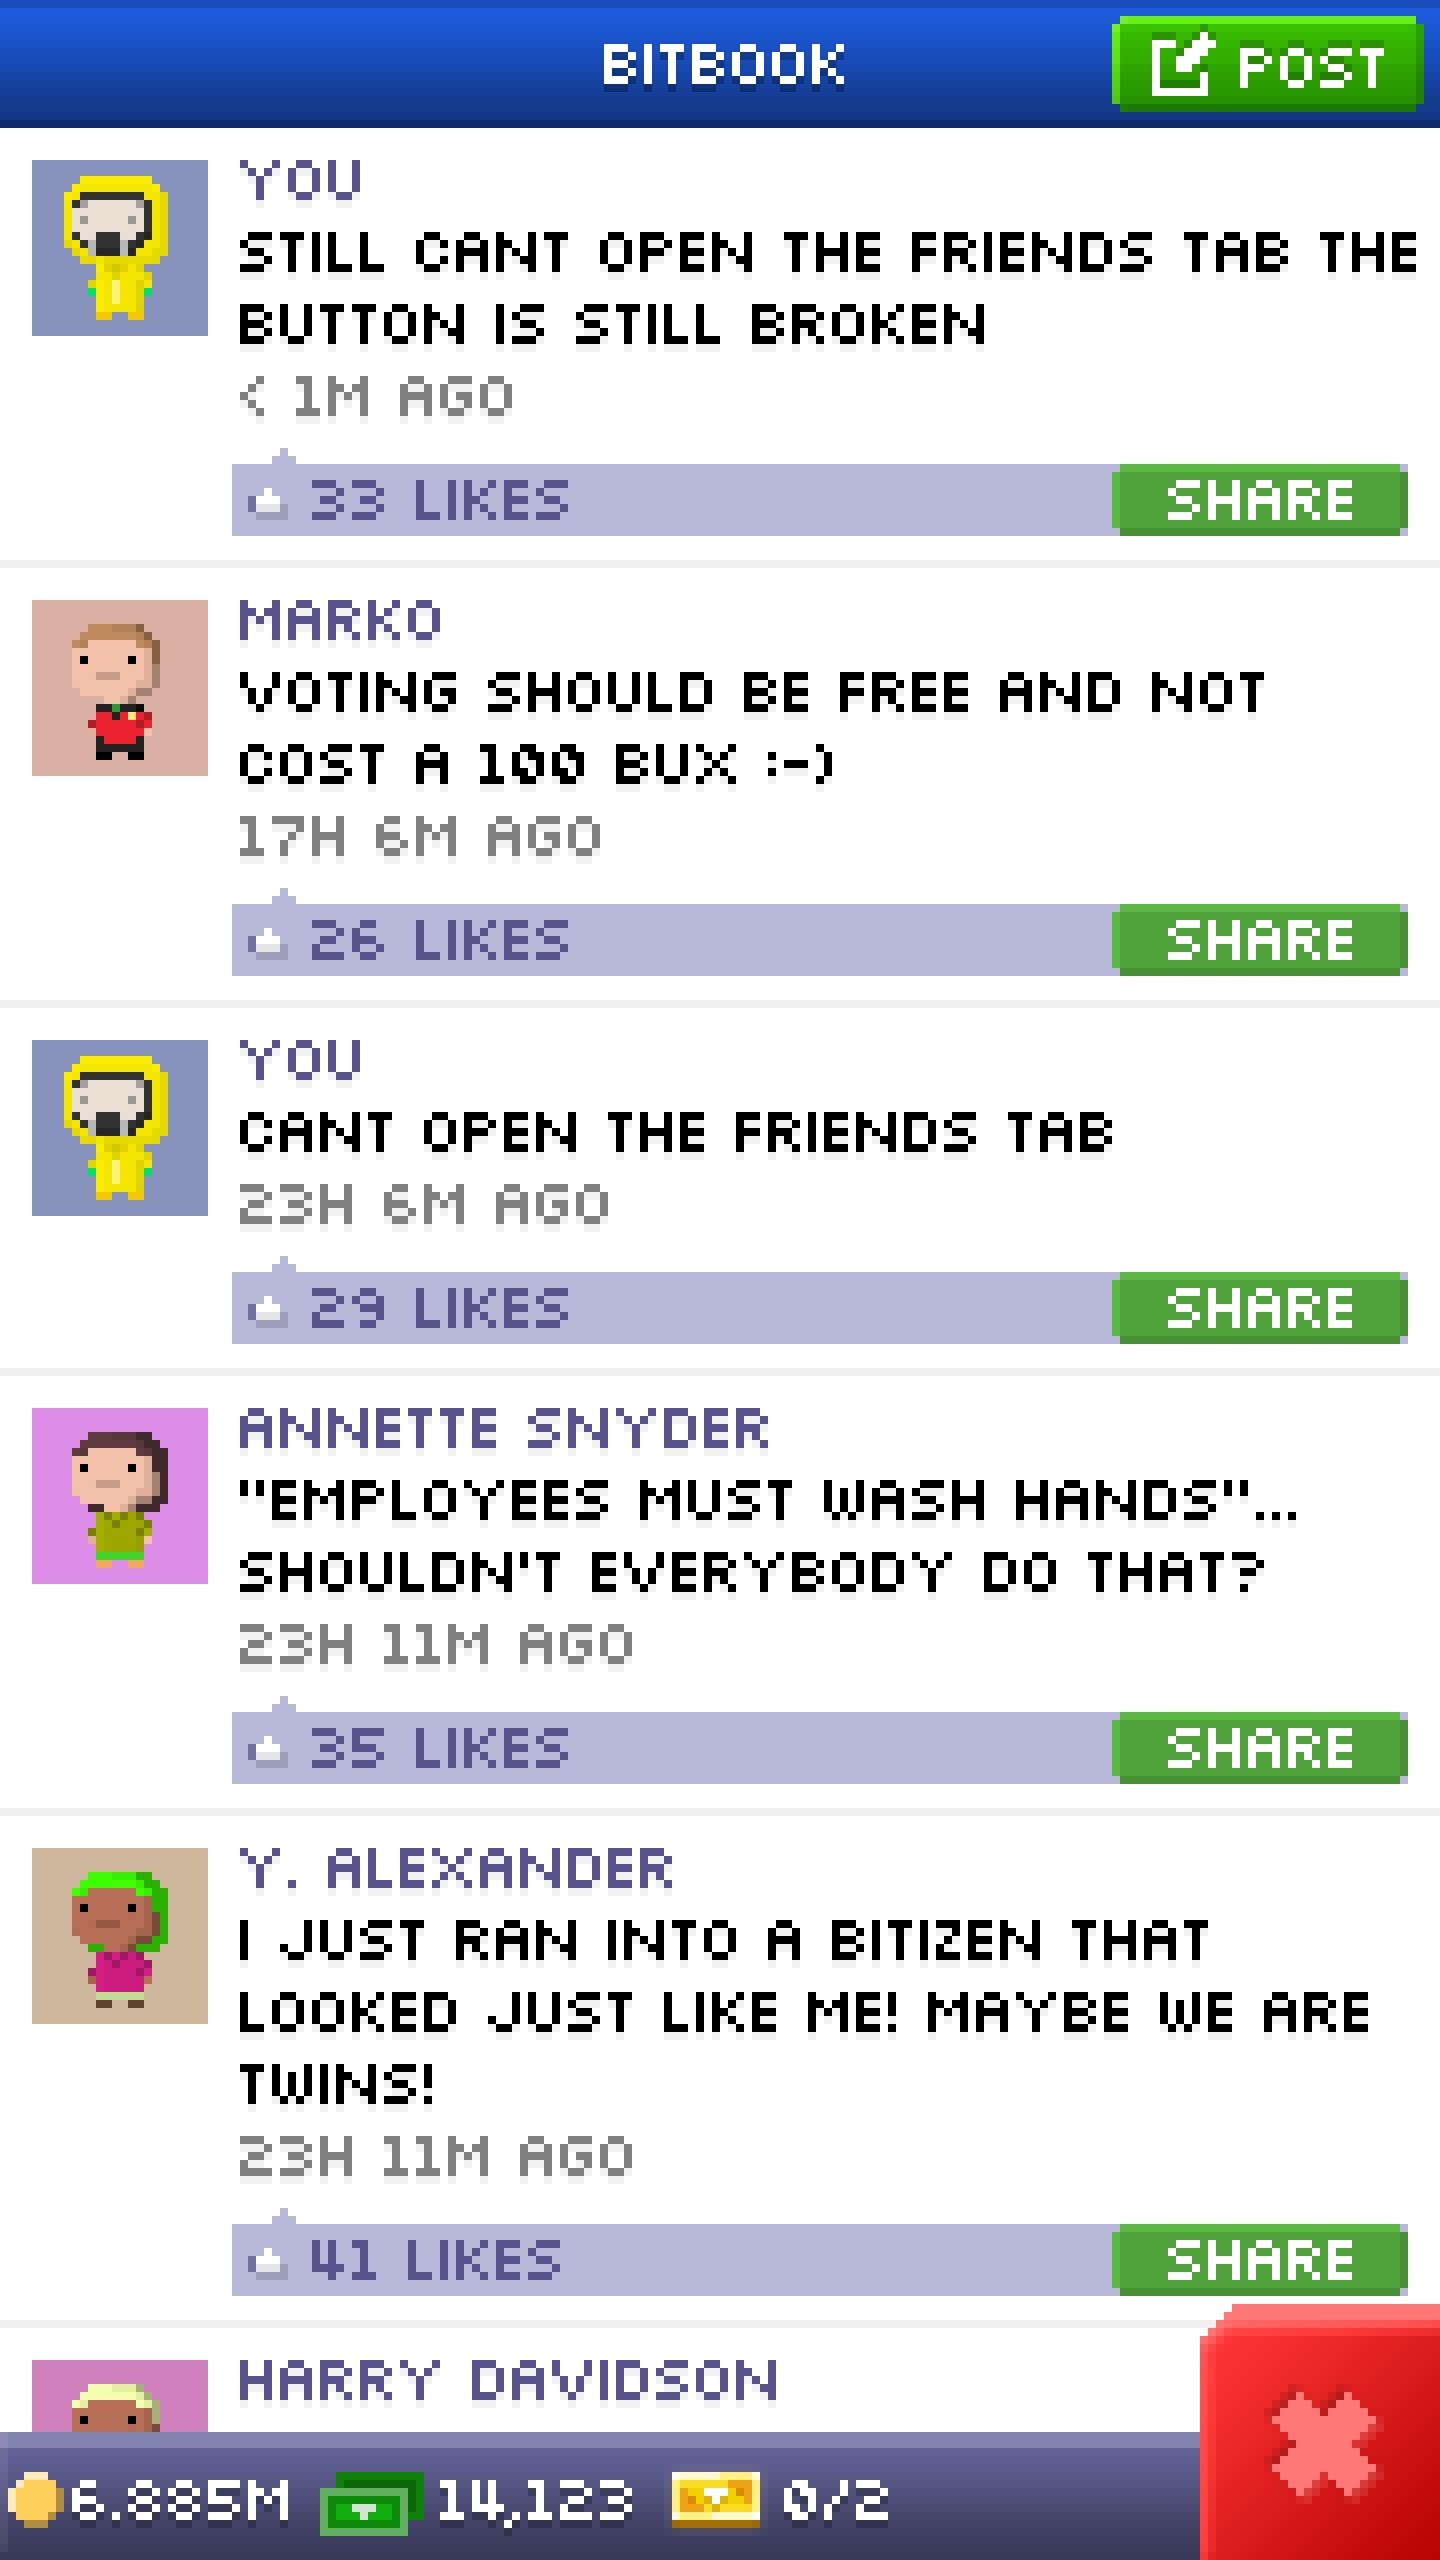 BITBOOK
POST
YOU
STILL CANT OPEN THE FRIENDS TAB THE
BUTTON IS STILL BROKEN
< 1M AGO
33 LIKES
SHARE
MARKO
VOTING SHOULD BE FREE AND NOT
COST A 100 BUX :-)
17H 6M AGO
26 LIKES
SHARE
YOU
CANT OPEN THE FRIENDS TAB
23H 6M AGO
29 LIKES
SHARE
ANNETTE SNYDER
"EMPLOYEES MUST WASH HANDS"...
SHOULDN'T EVERYBODY DO THAT?
23H 11M AGO
35 LIKES
SHARE
Y. ALEXANDER
I JUST RAN INTO A BITIZEN THAT
LOOKED JUST LIKE ME! MAYBE WE ARE
TWINS!
23H 11M AGO
41 LIKES
SHARE
HARRY DAVIDSON
6.885M 14,123 0/2